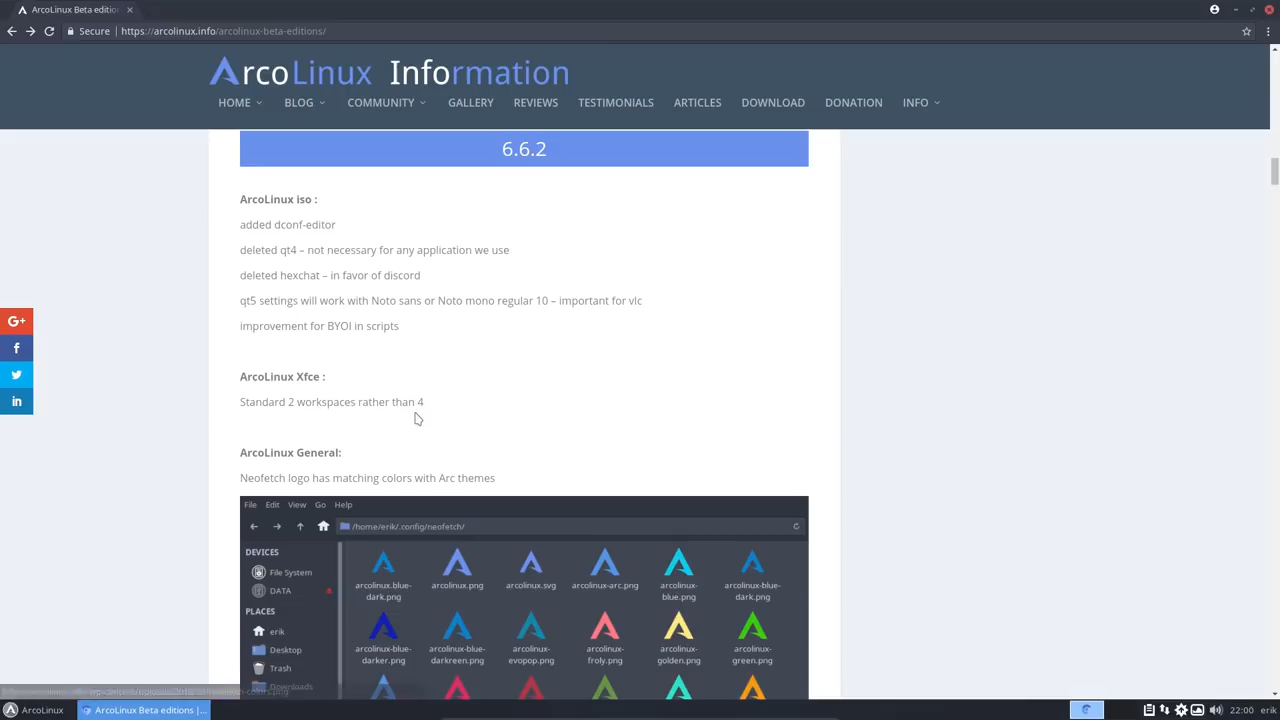 ArcoLinux Beta edition
Secure | https://arcolinux.info/arcolinux-beta-editions/
ArcoLinux Information
HOME BLOG COMMUNITY GALLERY REVIEWS TESTIMONIALS ARTICLES DOWNLOAD DONATION INFO
6.6.2
ArcoLinux iso :
added dconf-editor
deleted qt4 – not necessary for any application we use
deleted hexchat – in favor of discord
qt5 settings will work with Noto sans or Noto mono regular 10 – important for vlc
improvement for BYOI in scripts
ArcoLinux Xfce :
Standard 2 workspaces rather than 4
ArcoLinux General:
Neofetch logo has matching colors with Arc themes
File Edit View Go Help
/home/erik/.config/neofetch/
DEVICES
File System
DATA
PLACES
erik
Desktop
Trash
Downloads
arcolinux.blue-
dark.png
arcolinux.png
arcolinux.svg
arcolinux-arc.png
arcolinux-
blue.png
arcolinux-blue-
dark.png
arcolinux-blue-
darker.png
arcolinux-
blue-darkreen.png
arcolinux-
evopop.png
arcolinux-
froly.png
arcolinux-
golden.png
arcolinux-
green.png
G+
f
in
ArcoLinux
ArcoLinux Beta editions |...
22:00 erik